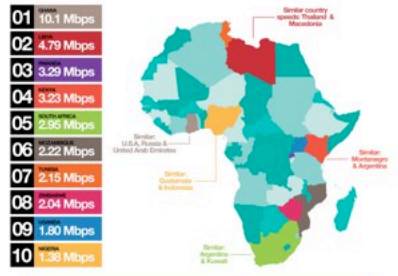 01 GHANA
10.1 Mbps
02 LIBYA
4.79 Mbps
03 RWANDA
3.29 Mbps
04 KENYA
3.23 Mbps
05 SOUTH AFRICA
2.95 Mbps
06 MOZAMBIQUE
2.22 Mbps
07 TUNISIA
2.15 Mbps
08 ZIMBABWE
2.04 Mbps
09 UGANDA
1.80 Mbps
10 NIGERIA
1.38 Mbps
Similar country
speeds: Thailand &
Macedonia
Similar:
U.S.A, Russia &
United Arab Emirates
Similar:
Guatemala
& Indonesia
Similar:
Montenegro
& Argentina
Similar:
Argentina
& Kuwait